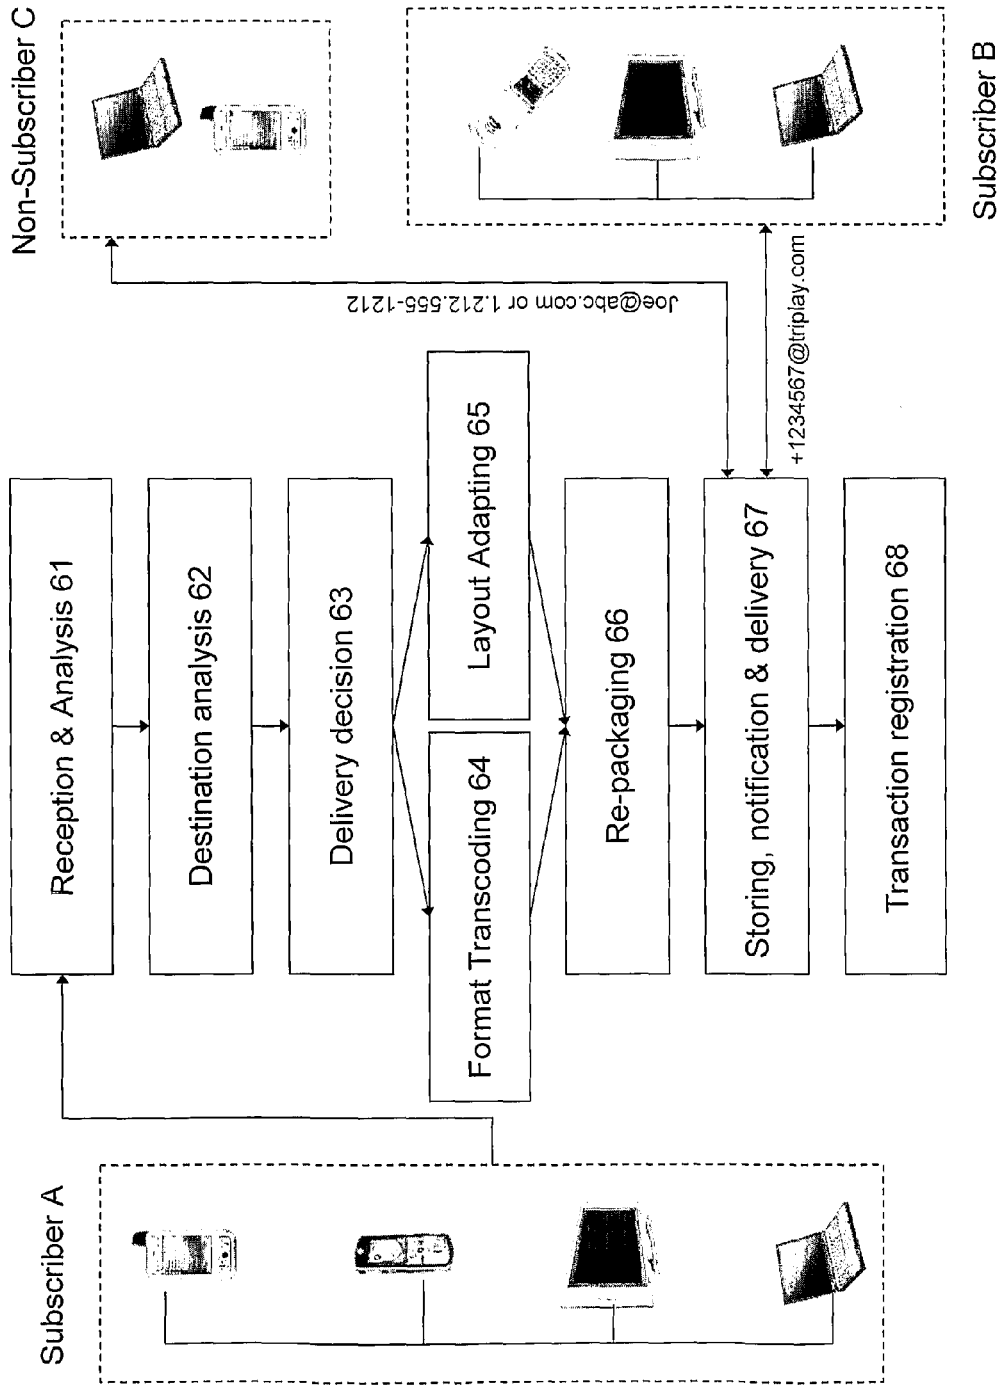 Subscriber A
Reception & Analysis 61
Destination analysis 62
Delivery decision 63
Format Transcoding 64
Layout Adapting 65
Re-packaging 66
Storing, notification & delivery 67
Transaction registration 68
Joe@abc.com or 1.212.555-1212
+1234567@triplay.com
Non-Subscriber C
Subscriber B